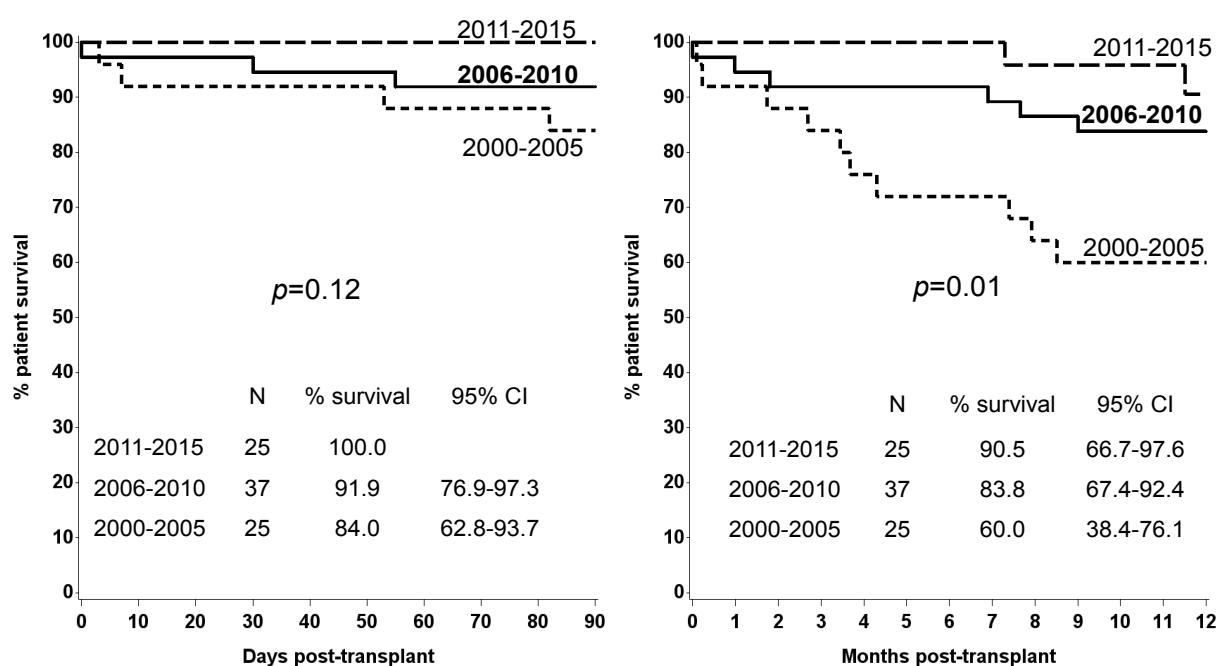 % patient survival
100
90
80
70
60
50
40
30
20
10
0
2011-2015
2006-2010
2000-2005
p=0.12
N % survival 95% CI
2011-2015 25 100.0
2006-2010 37 91.9 76.9-97.3
2000-2005 25 84.0 62.8-93.7
0 10 20 30 40 50 60 70 80 90
Days post-transplant
% patient survival
100
90
80
70
60
50
40
30
20
10
0
2011-2015
2006-2010
2000-2005
p=0.01
N % survival 95% CI
2011-2015 25 90.5 66.7-97.6
2006-2010 37 83.8 67.4-92.4
2000-2005 25 60.0 38.4-76.1
0 1 2 3 4 5 6 7 8 9 10 11 12
Months post-transplant